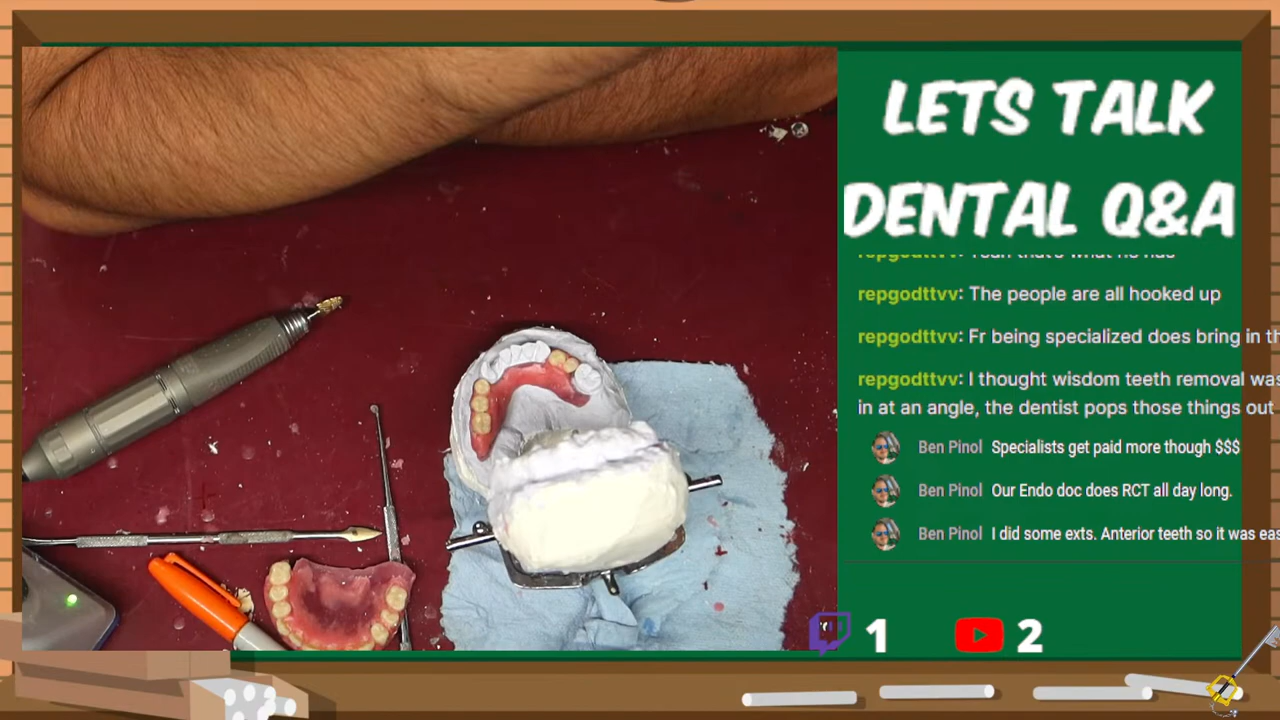 LETS TALK
DENTAL Q&A
repgodttvv: The people are all hooked up
repgodttvv: Fr being specialized does bring in
repgodttvv: I thought wisdom teeth removal was
in at an angle, the dentist pops those things out
Ben Pinol Specialists get paid more though $$$
Ben Pinol Our Endo doc does RCT all day long.
Ben Pinol I did some exts. Anterior teeth so it was
1 2